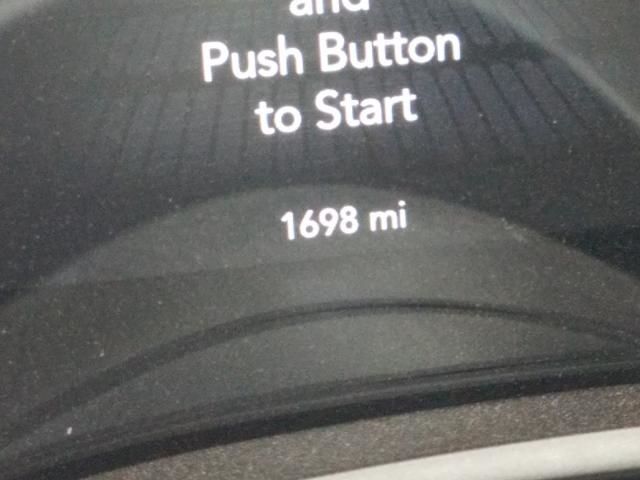 and
Push Button
to Start
1698 mi